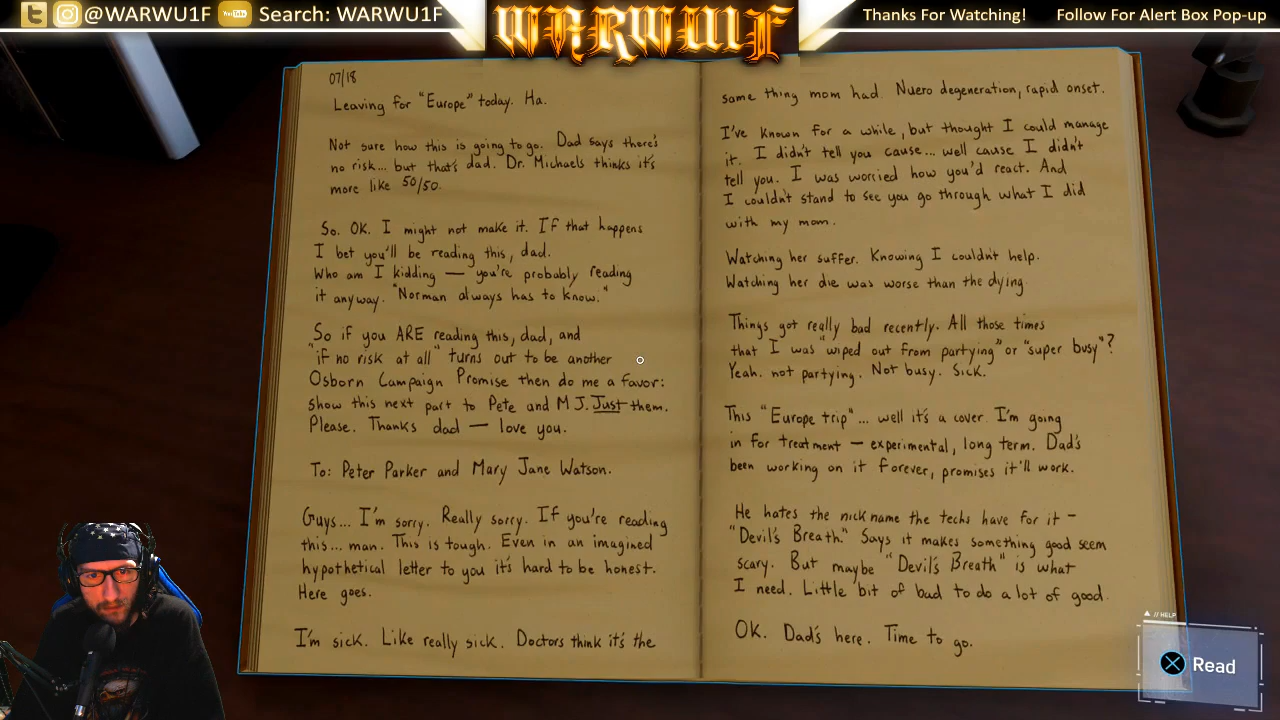 @WARWU1F
You Tube
Search: WARWU1F
WARWU1F
Thanks For Watching!
Follow For Alert Box Pop-up
07/18
Leaving for "Europe" today. Ha.
Not sure how this is going to go. Dad says there's
no risk... but that's dad. Dr. Michaels thinks it's
more like 50/50.
So. OK. I might not make it. If that happens
I bet you'll be reading this, dad.
Who am I kidding — you're probably reading
it anyway. "Norman always has to know."
So if you ARE reading this, dad, and
"if no risk at all" turns out to be another
Osborn Campaign Promise then do me a favor:
show this next part to Pete and MJ. Just them.
Please. Thanks dad — love you.
To: Peter Parker and Mary Jane Watson.
Guys... I'm sorry. Really sorry. If you're reading
this... man. This is tough. Even in an imagined
hypothetical letter to you it's hard to be honest.
Here goes.
I'm sick. Like really sick. Doctors think it's the
same thing mom had. Nuero degeneration, rapid onset.
I've known for a while, but thought I could manage
it. I didn't tell you cause... well cause I didn't
tell you. I was worried how you'd react. And
I couldn't stand to see you go through what I did
with my mom.
Watching her suffer. Knowing I couldn't help.
Watching her die was worse than the dying.
Things got really bad recently. All those times
that I was "wiped out from partying" or "super busy"?
Yeah. not partying. Not busy. Sick.
This "Europe trip"... well it's a cover. I'm going
in for treatment — experimental, long term. Dad's
been working on it forever, promises it'll work.
He hates the nickname the techs have for it -
"Devil's Breath." Says it makes something good seem
scary. But maybe "Devil's Breath" is what
I need. Little bit of bad to do a lot of good.
OK. Dad's here. Time to go.
// HELP
Read